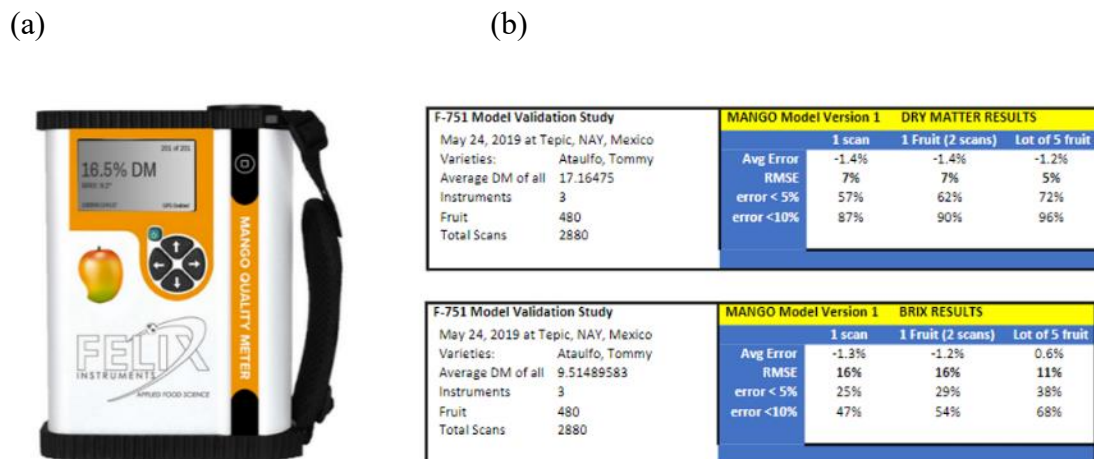 (a)
(b)
201 of 201
16.5% DM
GPS Enabled
MANGO QUALITY METER
FELIX
INSTRUMENTS
APPLIED FOOD SCIENCE
F-751 Model Validation Study
MANGO Model Version 1 DRY MATTER RESULTS
May 24, 2019 at Tepic, NAY, Mexico
1 scan 1 Fruit (2 scans) Lot of 5 fruit
Varieties: Ataulfo, Tommy
Avg Error -1.4% -1.4% -1.2%
Average DM of all 17.16475
RMSE 7% 7% 5%
Instruments 3
error < 5% 57% 62% 72%
Fruit 480
error <10% 87% 90% 96%
Total Scans 2880
F-751 Model Validation Study
MANGO Model Version 1 BRIX RESULTS
May 24, 2019 at Tepic, NAY, Mexico
1 scan 1 Fruit (2 scans) Lot of 5 fruit
Varieties: Ataulfo, Tommy
Avg Error -1.3% -1.2% 0.6%
Average DM of all 9.51489583
RMSE 16% 16% 11%
Instruments 3
error < 5% 25% 29% 38%
Fruit 480
error <10% 47% 54% 68%
Total Scans 2880